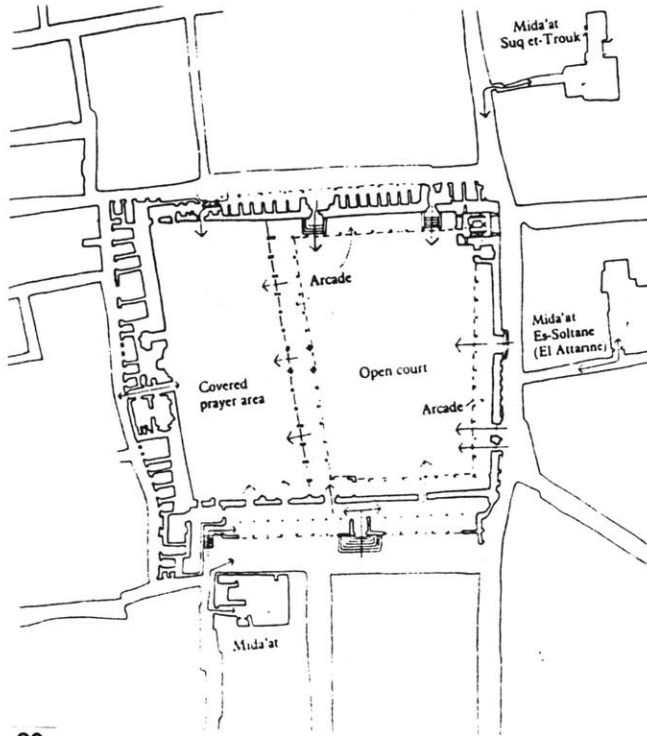 Mida'at
Suq et-Trouk
Arcade
Mida'at
Es-Soltane
(El Attarine)
Covered
prayer area
Open court
Arcade
Mida'at